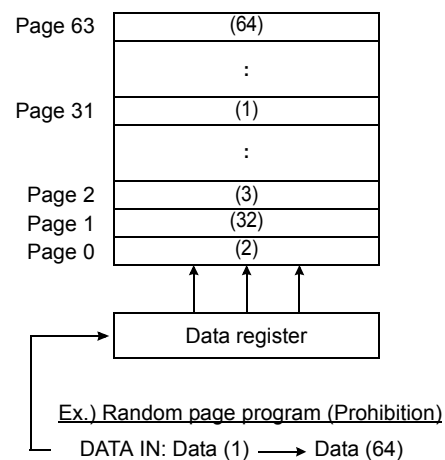 Page 63 (64)
:
Page 31 (1)
:
Page 2 (3)
Page 1 (32)
Page 0 (2)
Data register
Ex.) Random page program (Prohibition)
DATA IN: Data (1) Data (64)